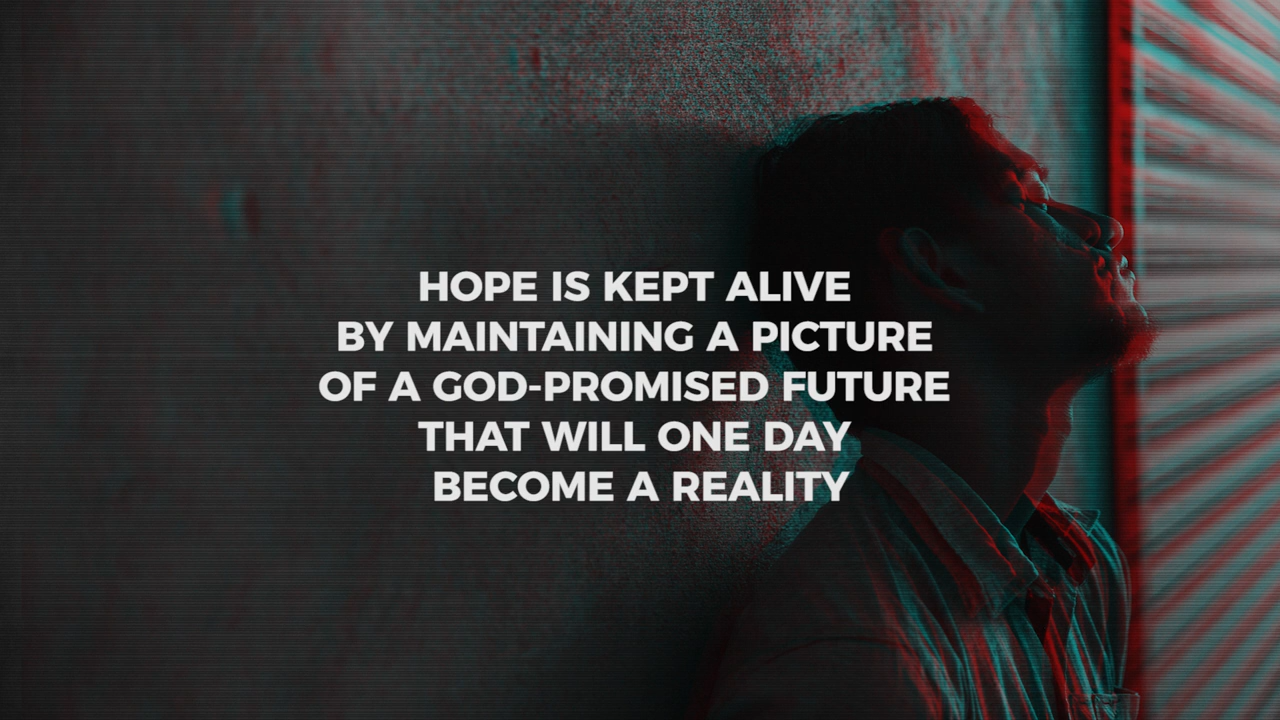 HOPE IS KEPT ALIVE
BY MAINTAINING A PICTURE
OF A GOD-PROMISED FUTURE
THAT WILL ONE DAY
BECOME A REALITY